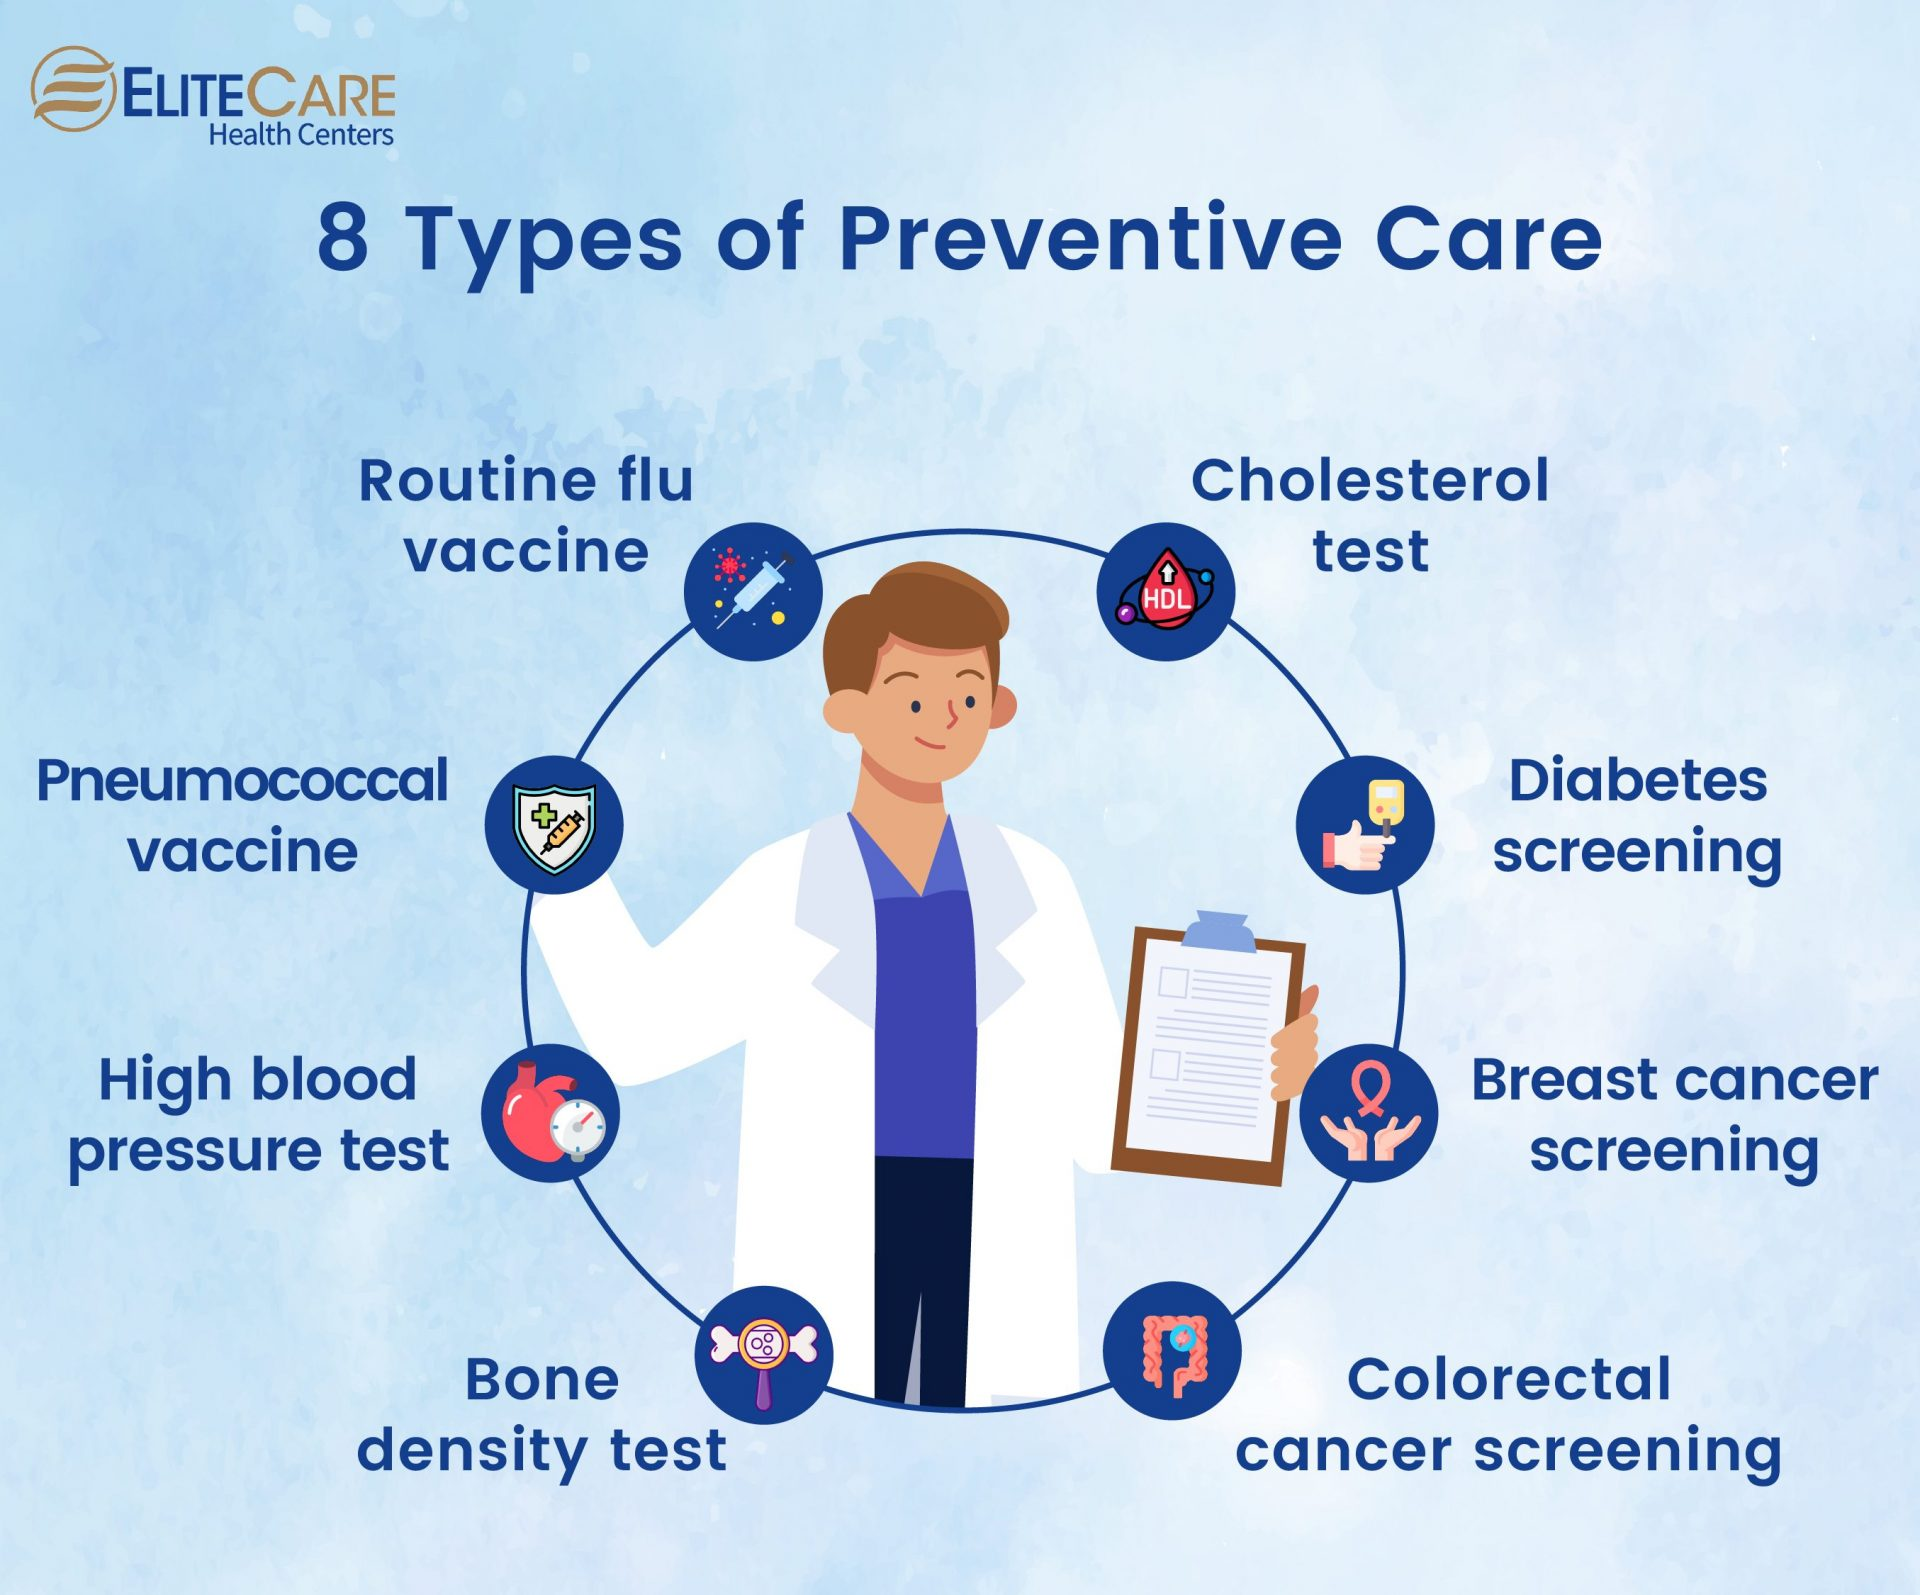 ELITECARE
Health Centers
8 Types of Preventive Care
Routine flu
vaccine
Cholesterol
test
HDL
Pneumococcal
vaccine
Diabetes
screening
High blood
pressure test
Breast cancer
screening
Bone
density test
Colorectal
cancer screening